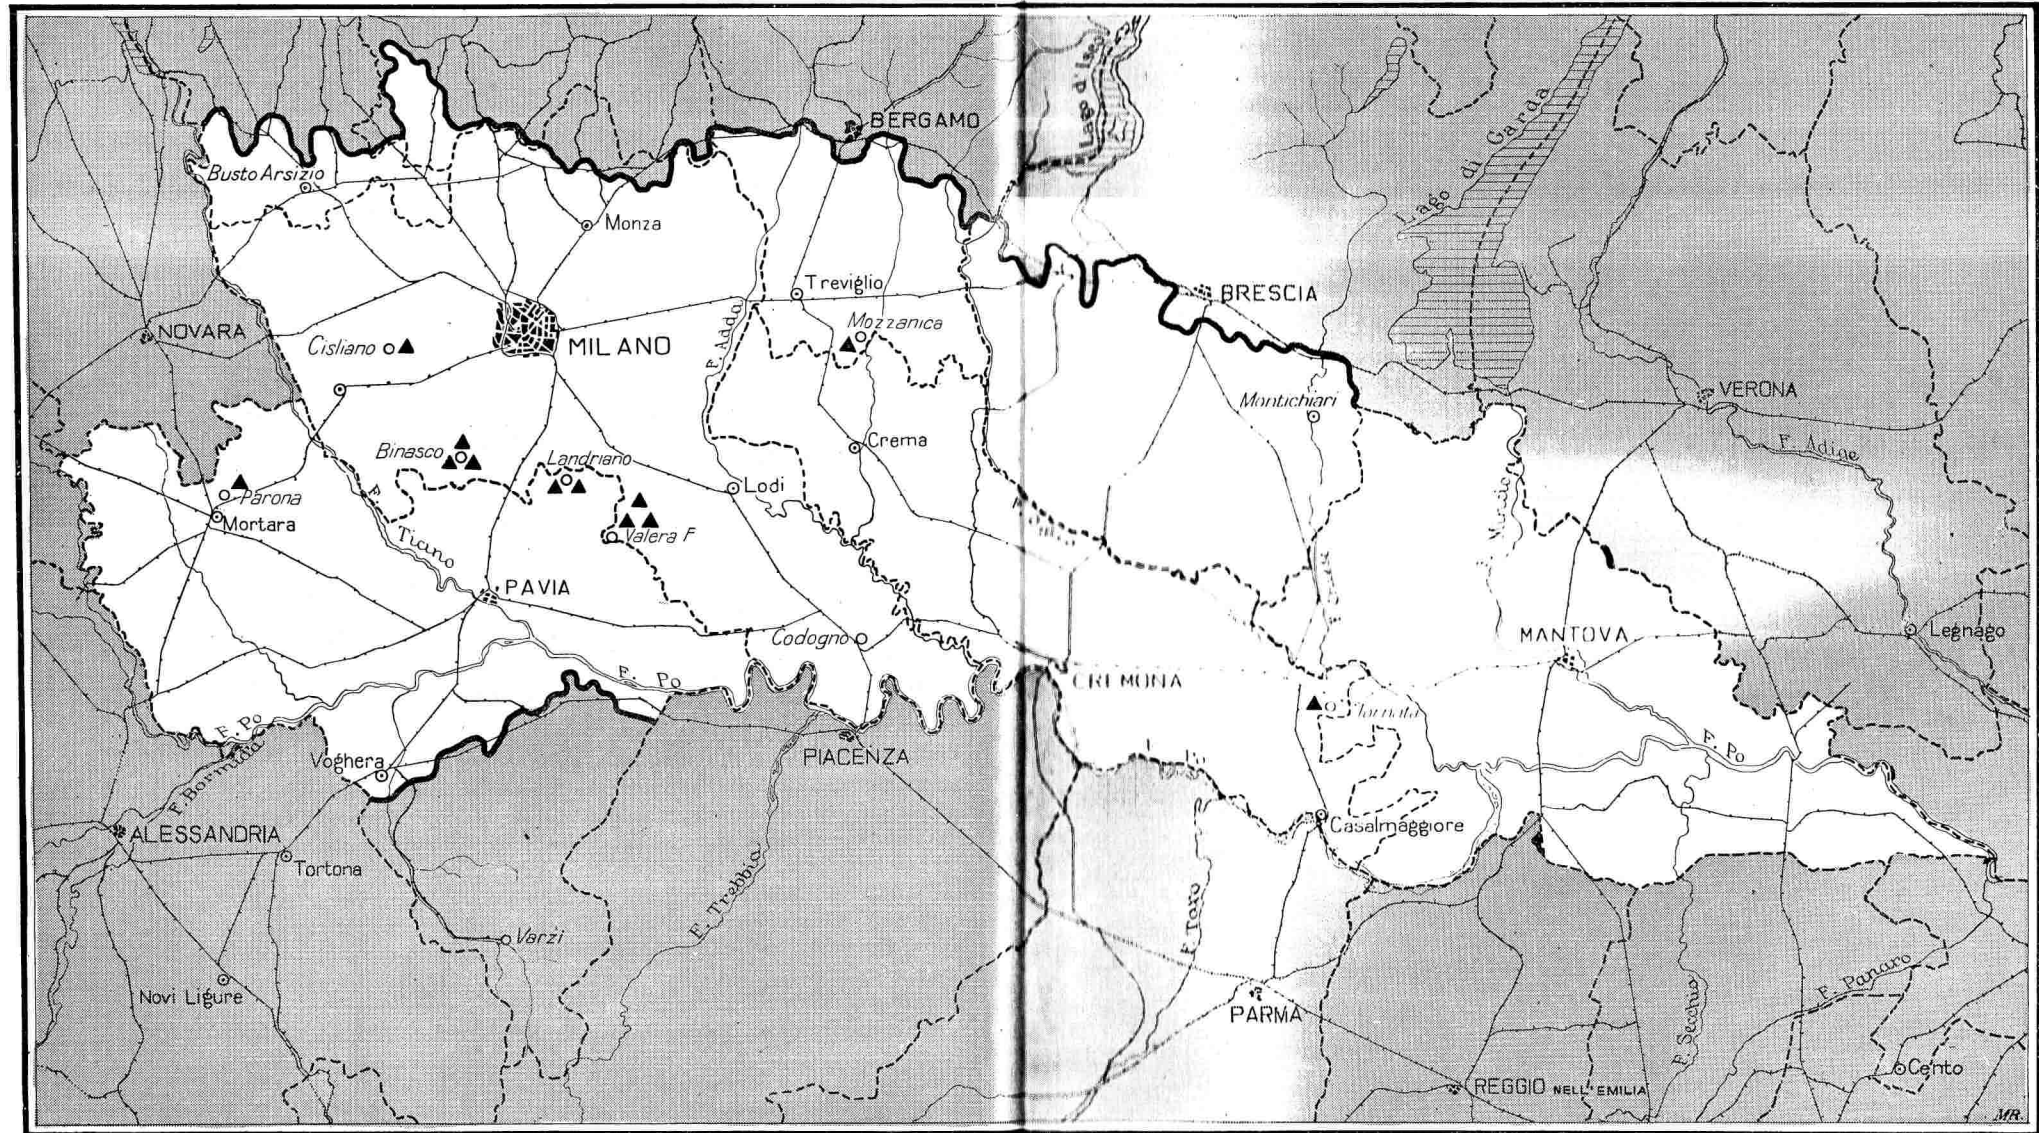 Lago d'Iseo
BERGAMO
Lago di Garda
Busto Arsizio
Monza
Treviglio
BRESCIA
NOVARA
Cisliano
MILANO
F. Adda
Mozzanica
VERONA
Montichiari
Crema
Binasco
Landriano
F. Adige
Parona
Mortara
Lodi
F. Ticino
Valera F
PAVIA
Codogno
MANTOVA
Legnago
F. Po
CREMONA
F. Po
F. Po
Voghera
PIACENZA
F. Bormida
ALESSANDRIA
Casalmaggiore
Tortona
F. Trebbia
F. Taro
Varzi
Novi Ligure
PARMA
F. Secchia
F. Panaro
Cento
REGGIO NELL'EMILIA
MR.